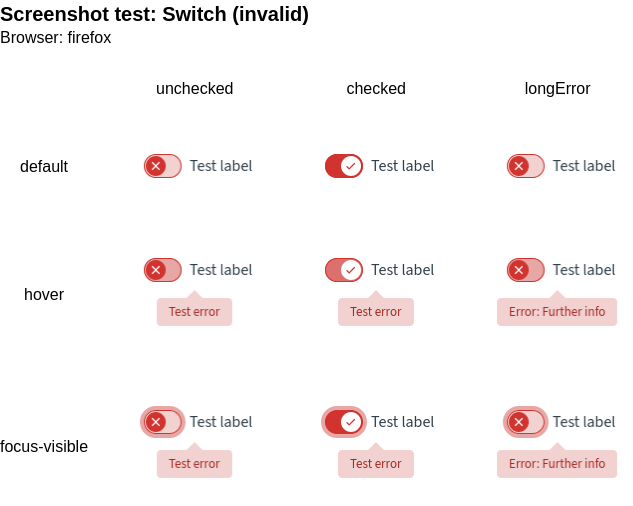 Screenshot test: Switch (invalid)
Browser: firefox
unchecked checked longError
default Test label Test label Test label
Test label Test label Test label
hover
Test error Test error Error: Further info
Test label Test label Test label
focus-visible
Test error Test error Error: Further info